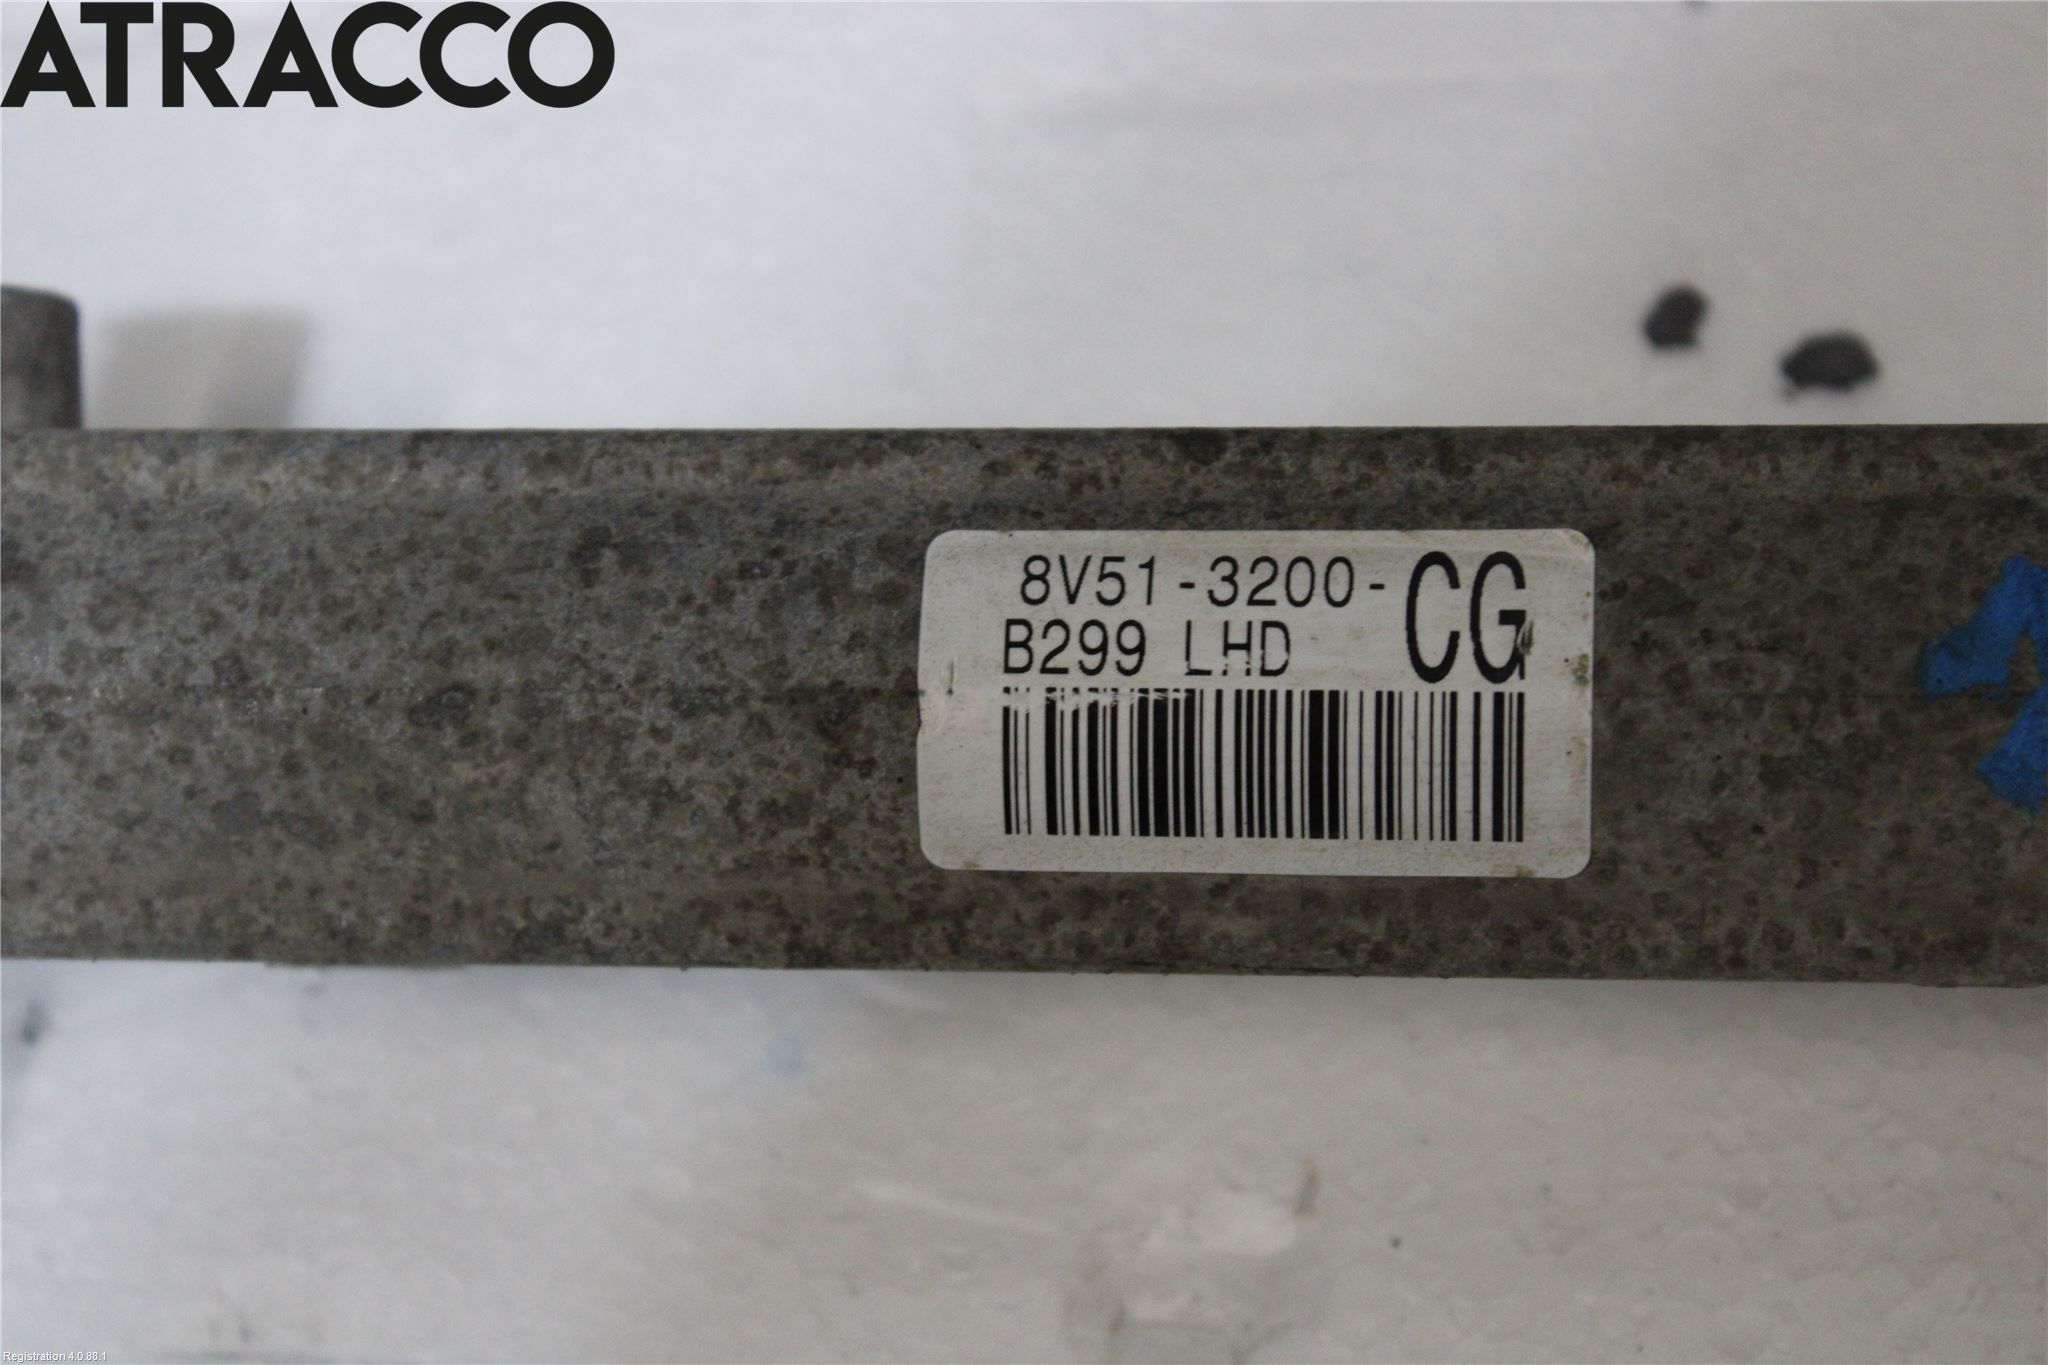 ATRACCO
8V51-3200-CG
B299 LHD
Registration 4.0.88.1